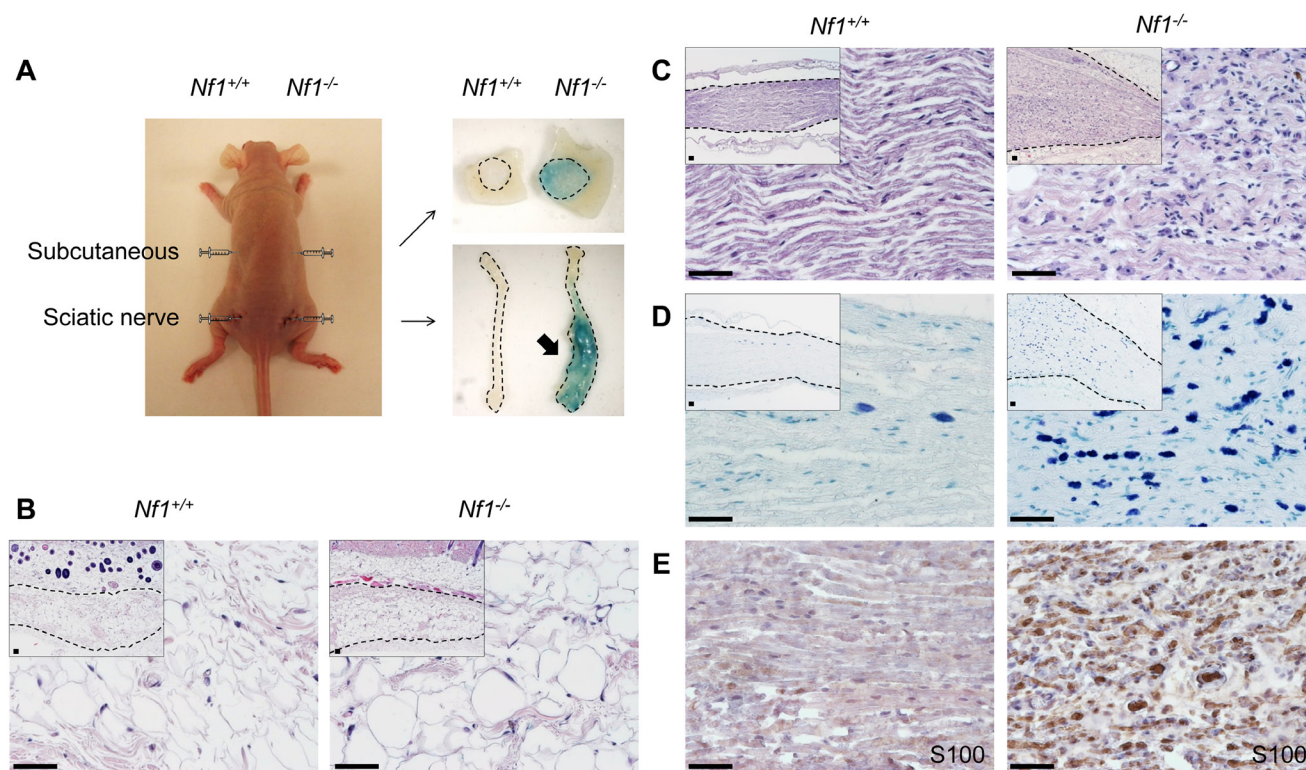 A
Nf1+/+ Nf1-/-
Nf1+/+ Nf1-/-
Subcutaneous
Sciatic nerve
B
Nf1+/+ Nf1-/-
Nf1+/+ Nf1-/-
C
D
E
S100 S100